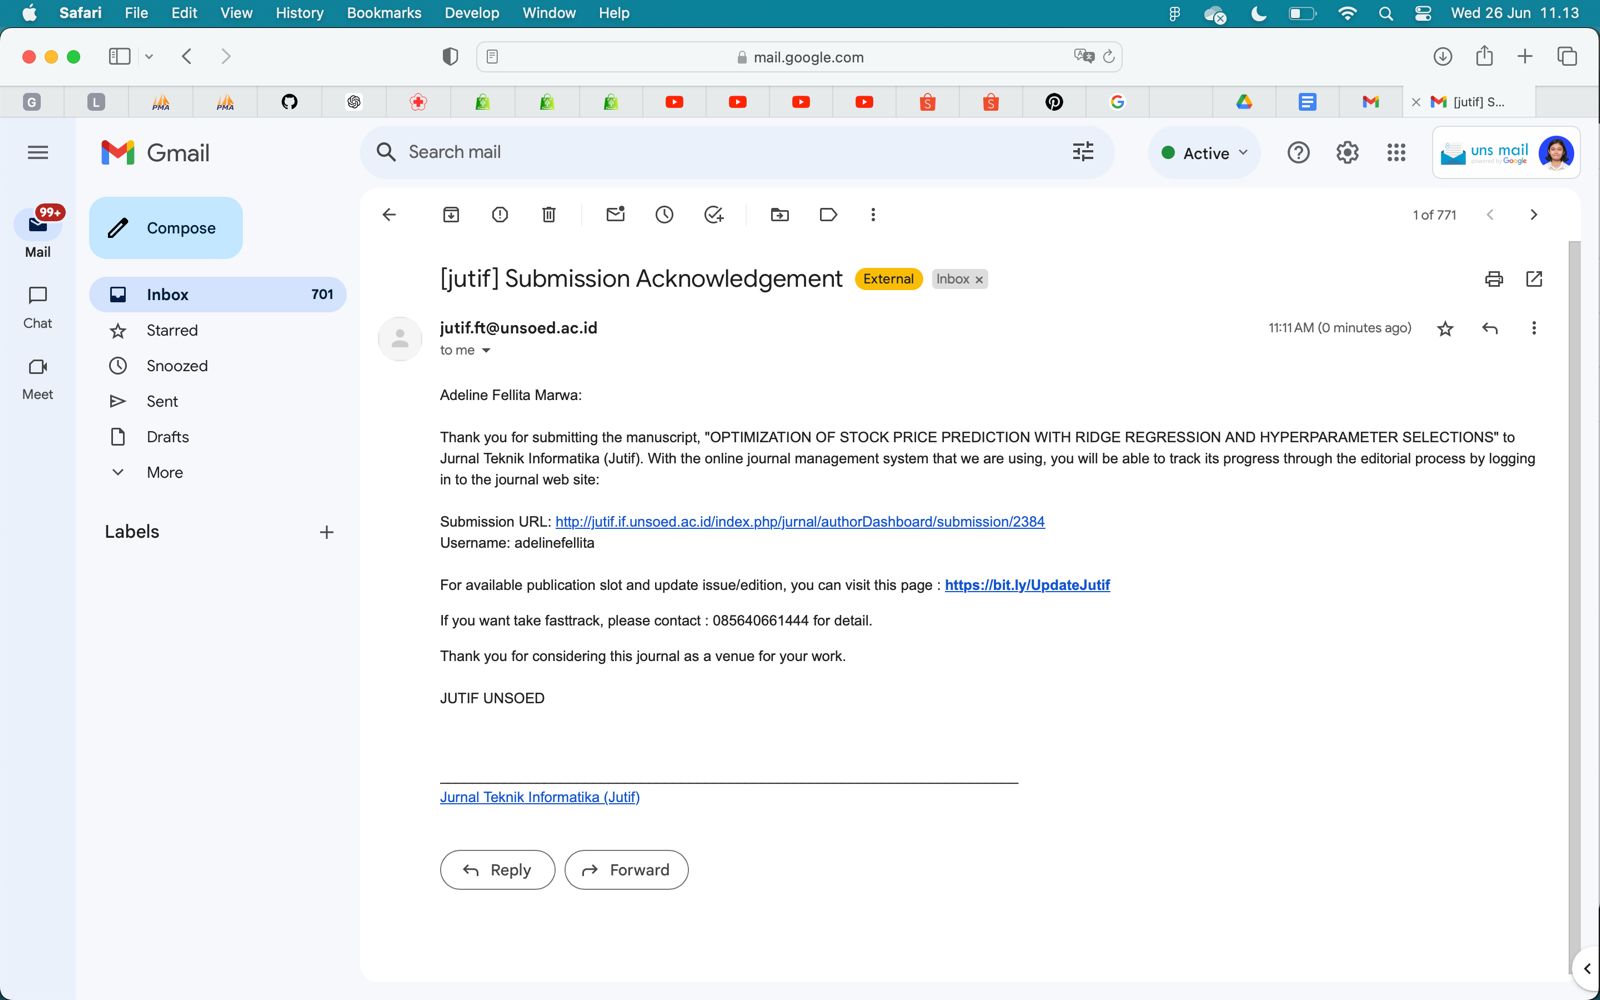 Safari File Edit View History Bookmarks Develop Window Help Wed 26 Jun 11.13
mail.google.com
G L PMA PMA G [jutif] S...
Gmail
Search mail
Active
uns mail
powered by Google
99+
Mail
Chat
Meet
Compose
Inbox 701
Starred
Snoozed
Sent
Drafts
More
Labels
1 of 771
[jutif] Submission Acknowledgement External Inbox ×
jutif.ft@unsoed.ac.id 11:11 AM (0 minutes ago)
to me
Adeline Fellita Marwa:
Thank you for submitting the manuscript, "OPTIMIZATION OF STOCK PRICE PREDICTION WITH RIDGE REGRESSION AND HYPERPARAMETER SELECTIONS" to
Jurnal Teknik Informatika (Jutif). With the online journal management system that we are using, you will be able to track its progress through the editorial process by logging
in to the journal web site:
Submission URL: http://jutif.if.unsoed.ac.id/index.php/jurnal/authorDashboard/submission/2384
Username: adelinefellita
For available publication slot and update issue/edition, you can visit this page : https://bit.ly/UpdateJutif
If you want take fasttrack, please contact : 085640661444 for detail.
Thank you for considering this journal as a venue for your work.
JUTIF UNSOED
Jurnal Teknik Informatika (Jutif)
Reply Forward